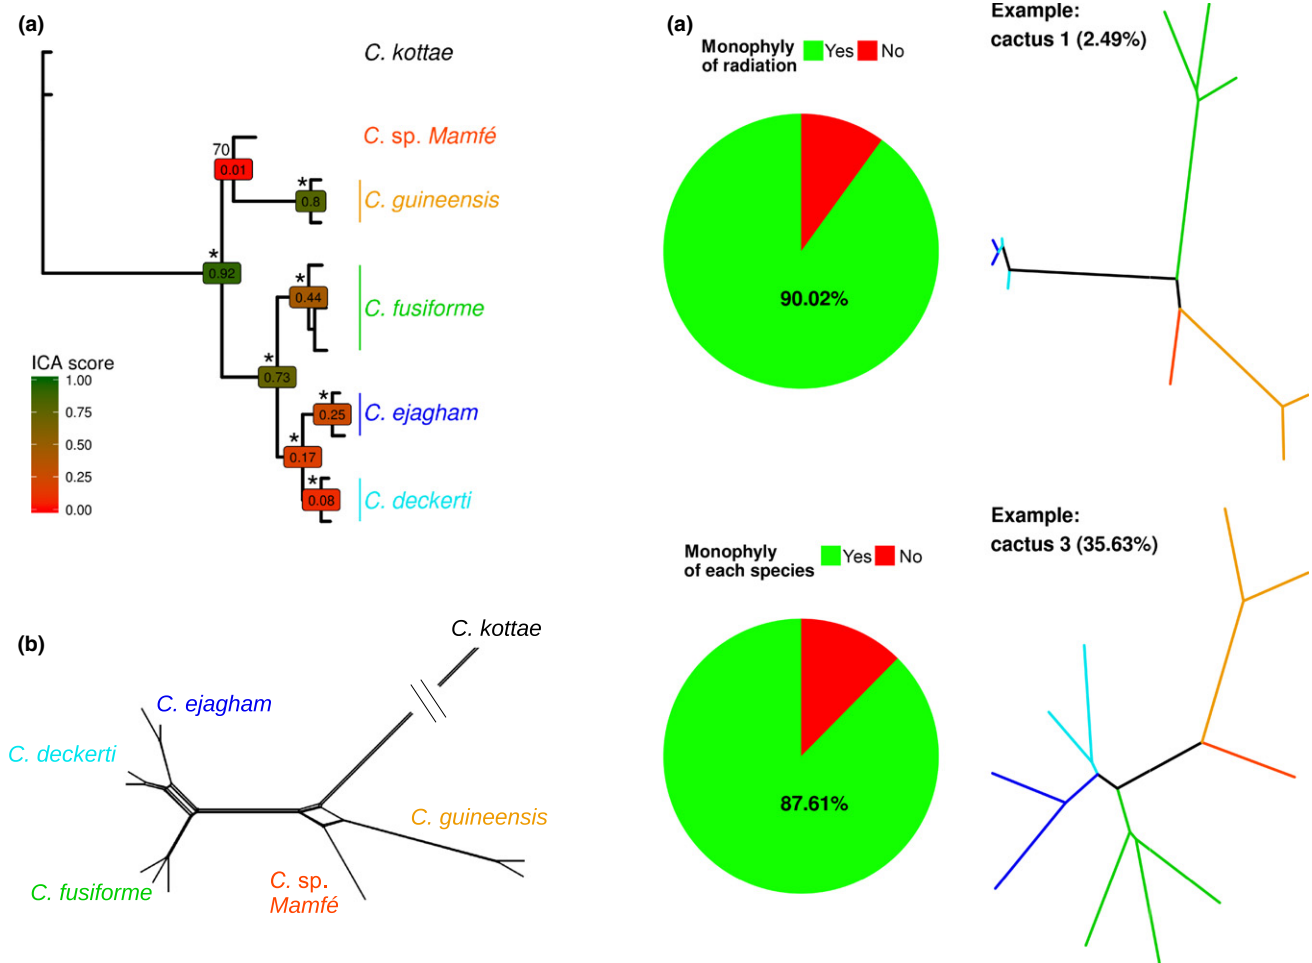 (a)
C. kottae
C. sp. Mamfé
70
0.01
*
0.8
C. guineensis
*
0.92
*
0.44
C. fusiforme
*
0.73
ICA score
1.00
0.75
0.50
0.25
0.00
*
0.25
C. ejagham
*
0.17
*
0.08
C. deckerti
(b)
C. kottae
C. ejagham
C. deckerti
C. guineensis
C. fusiforme
C. sp.
Mamfé
(a)
Monophyly
of radiation
Yes
No
90.02%
Example:
cactus 1 (2.49%)
Monophyly
of each species
Yes
No
87.61%
Example:
cactus 3 (35.63%)